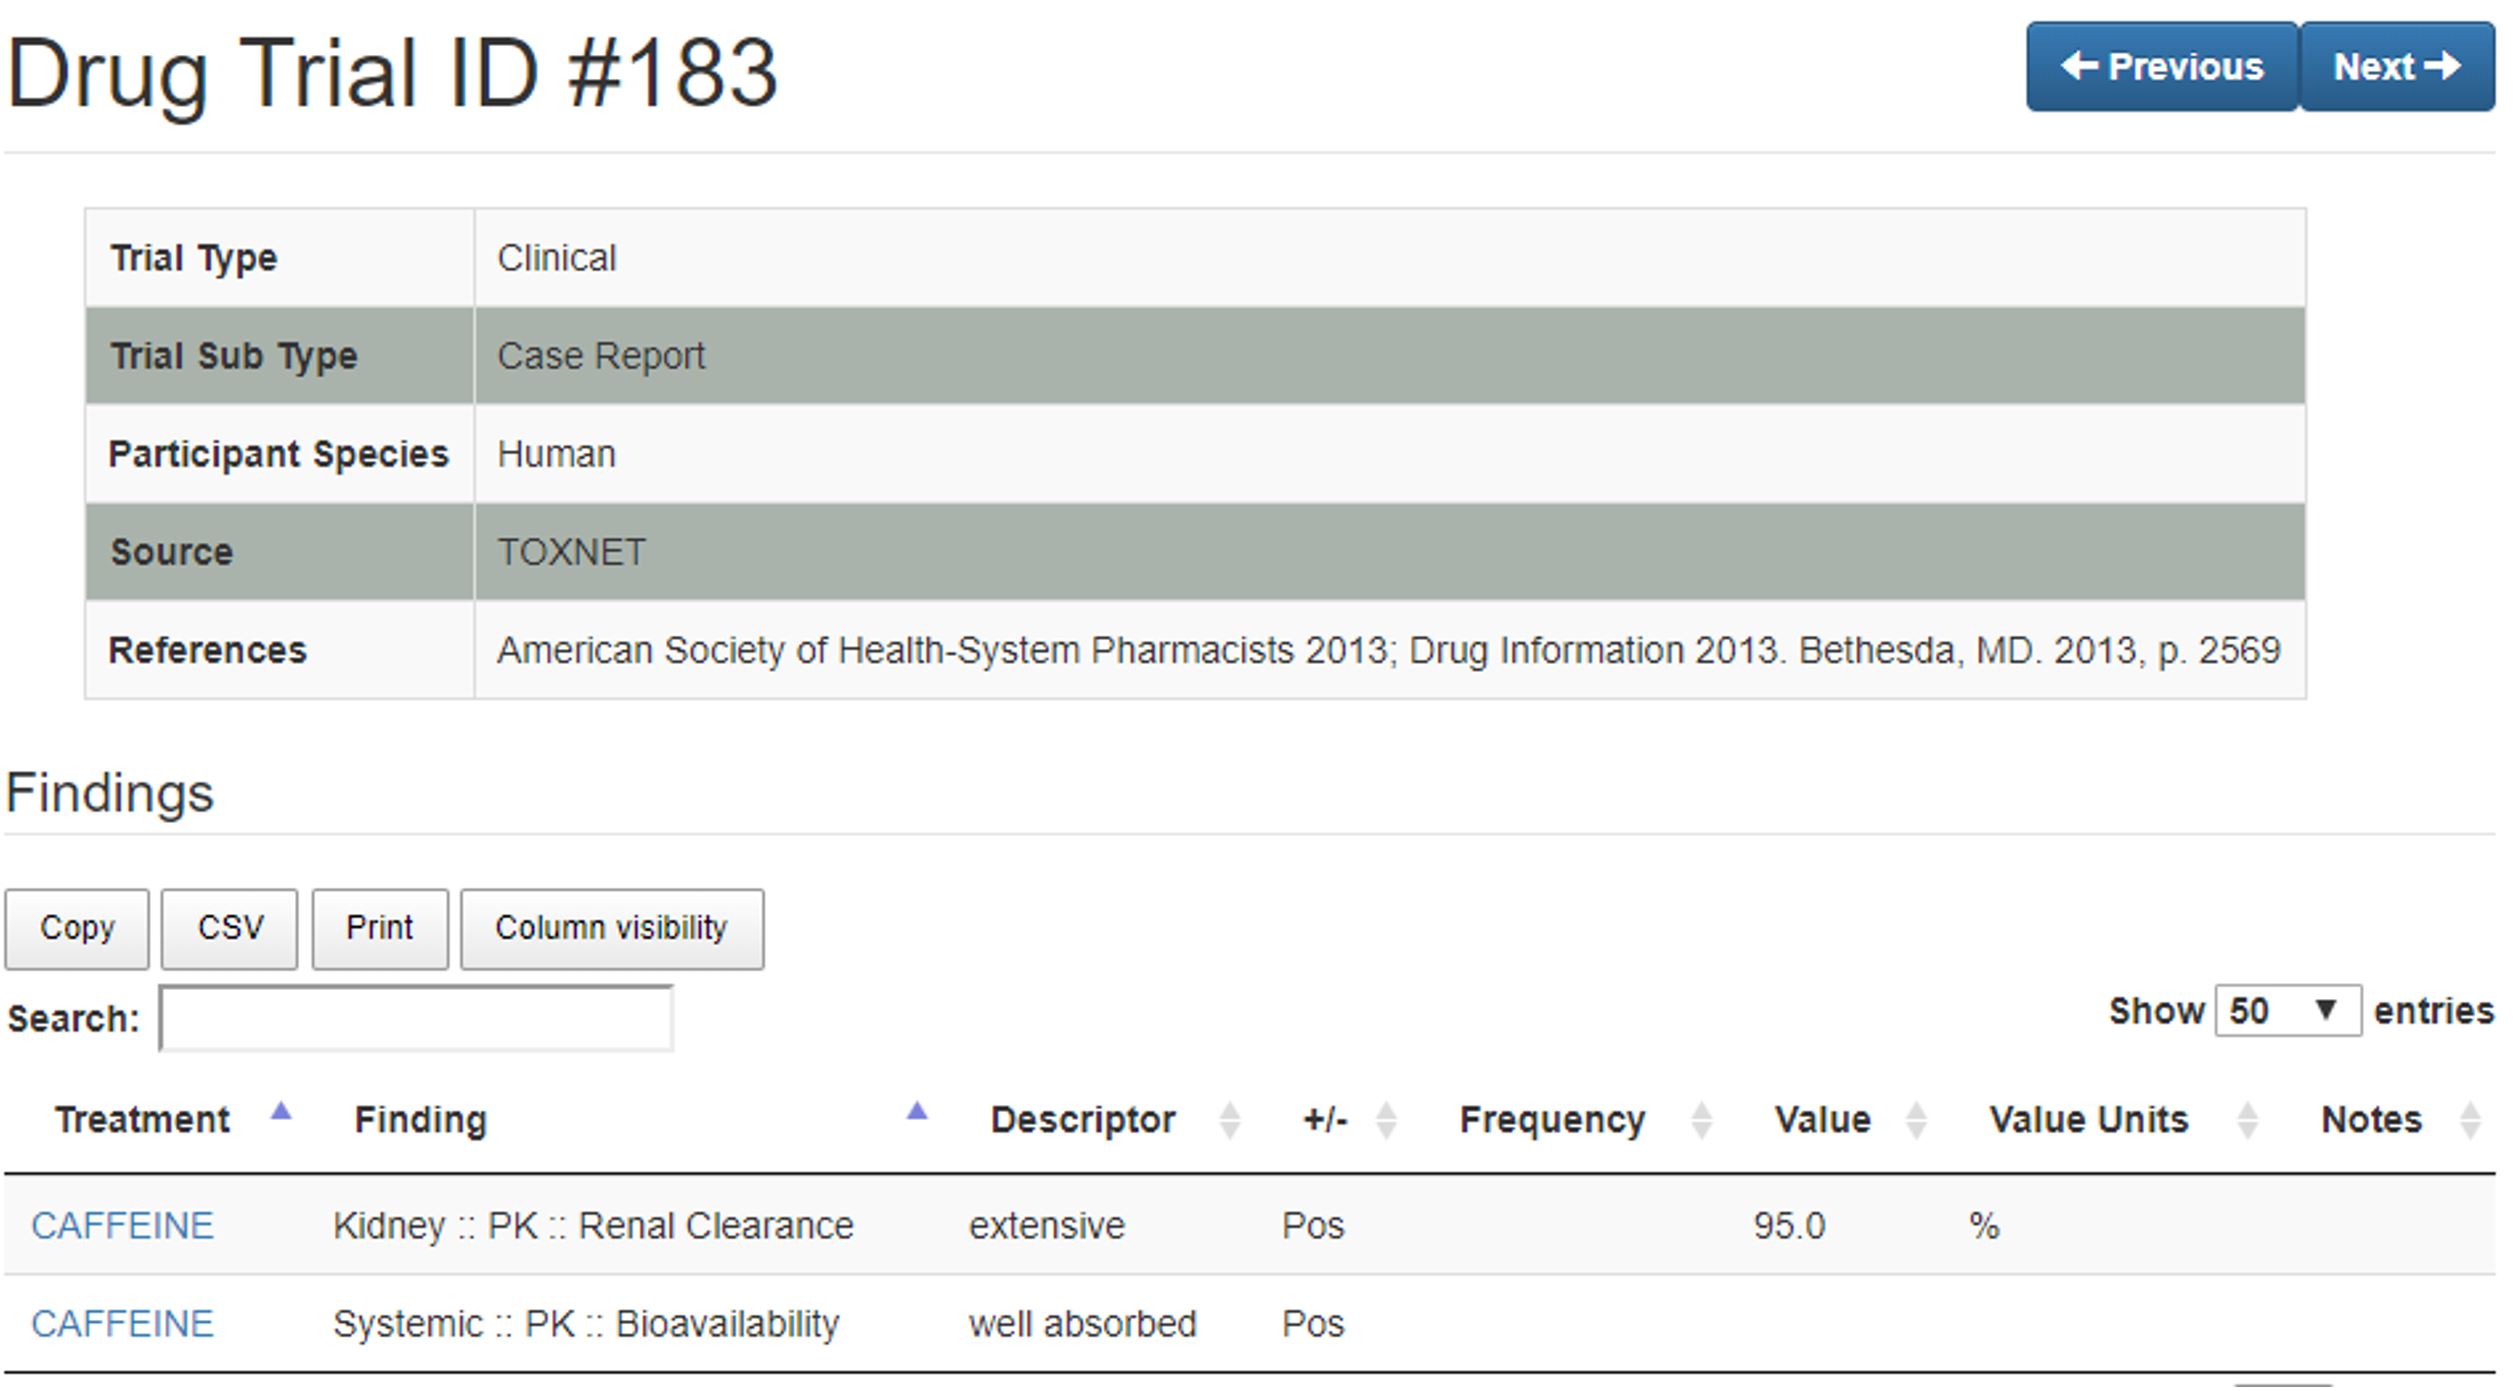 Drug Trial ID #183
Previous Next
Trial Type Clinical
Trial Sub Type Case Report
Participant Species Human
Source TOXNET
References American Society of Health-System Pharmacists 2013; Drug Information 2013. Bethesda, MD. 2013, p. 2569
Findings
Copy CSV Print Column visibility
Search: Show 50 entries
Treatment Finding Descriptor +/- Frequency Value Value Units Notes
CAFFEINE Kidney :: PK :: Renal Clearance extensive Pos 95.0 %
CAFFEINE Systemic :: PK :: Bioavailability well absorbed Pos